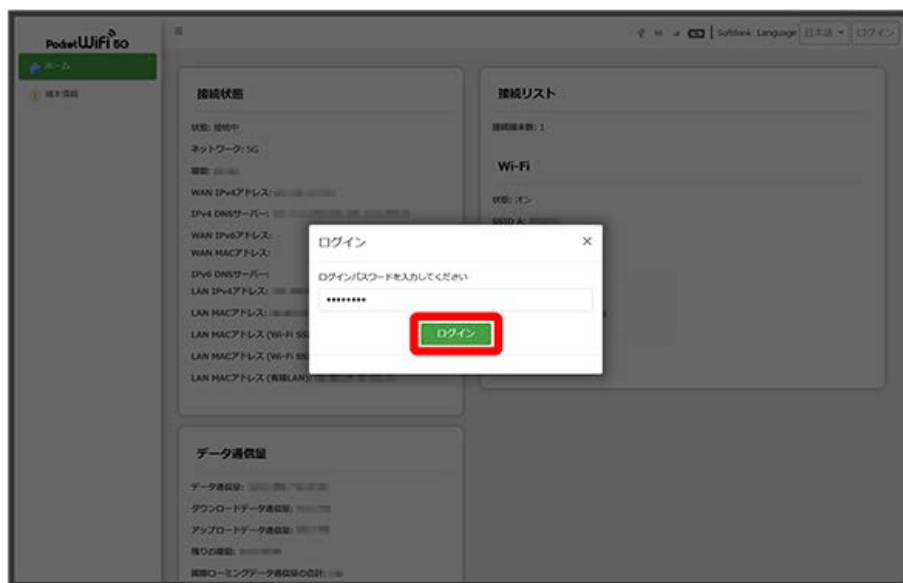 Pocket WiFi 5G
SoftBank Language 日本語 ログイン
ホーム
端末情報
接続状態
状態: 接続中
ネットワーク: 5G
期間:
WAN IPv4アドレス:
IPv4 DNSサーバー:
WAN IPv6アドレス:
WAN MACアドレス:
IPv6 DNSサーバー:
LAN IPv4アドレス:
LAN MACアドレス:
LAN MACアドレス (Wi-Fi SS
LAN MACアドレス (Wi-Fi SS
LAN MACアドレス (有線LAN):
接続リスト
接続端末数: 1
Wi-Fi
状態: オン
SSID A:
ログイン
×
ログインパスワードを入力してください
••••••••
ログイン
データ通信量
データ通信量:
ダウンロードデータ通信量:
アップロードデータ通信量:
残りの期間:
国際ローミングデータ通信量の合計: